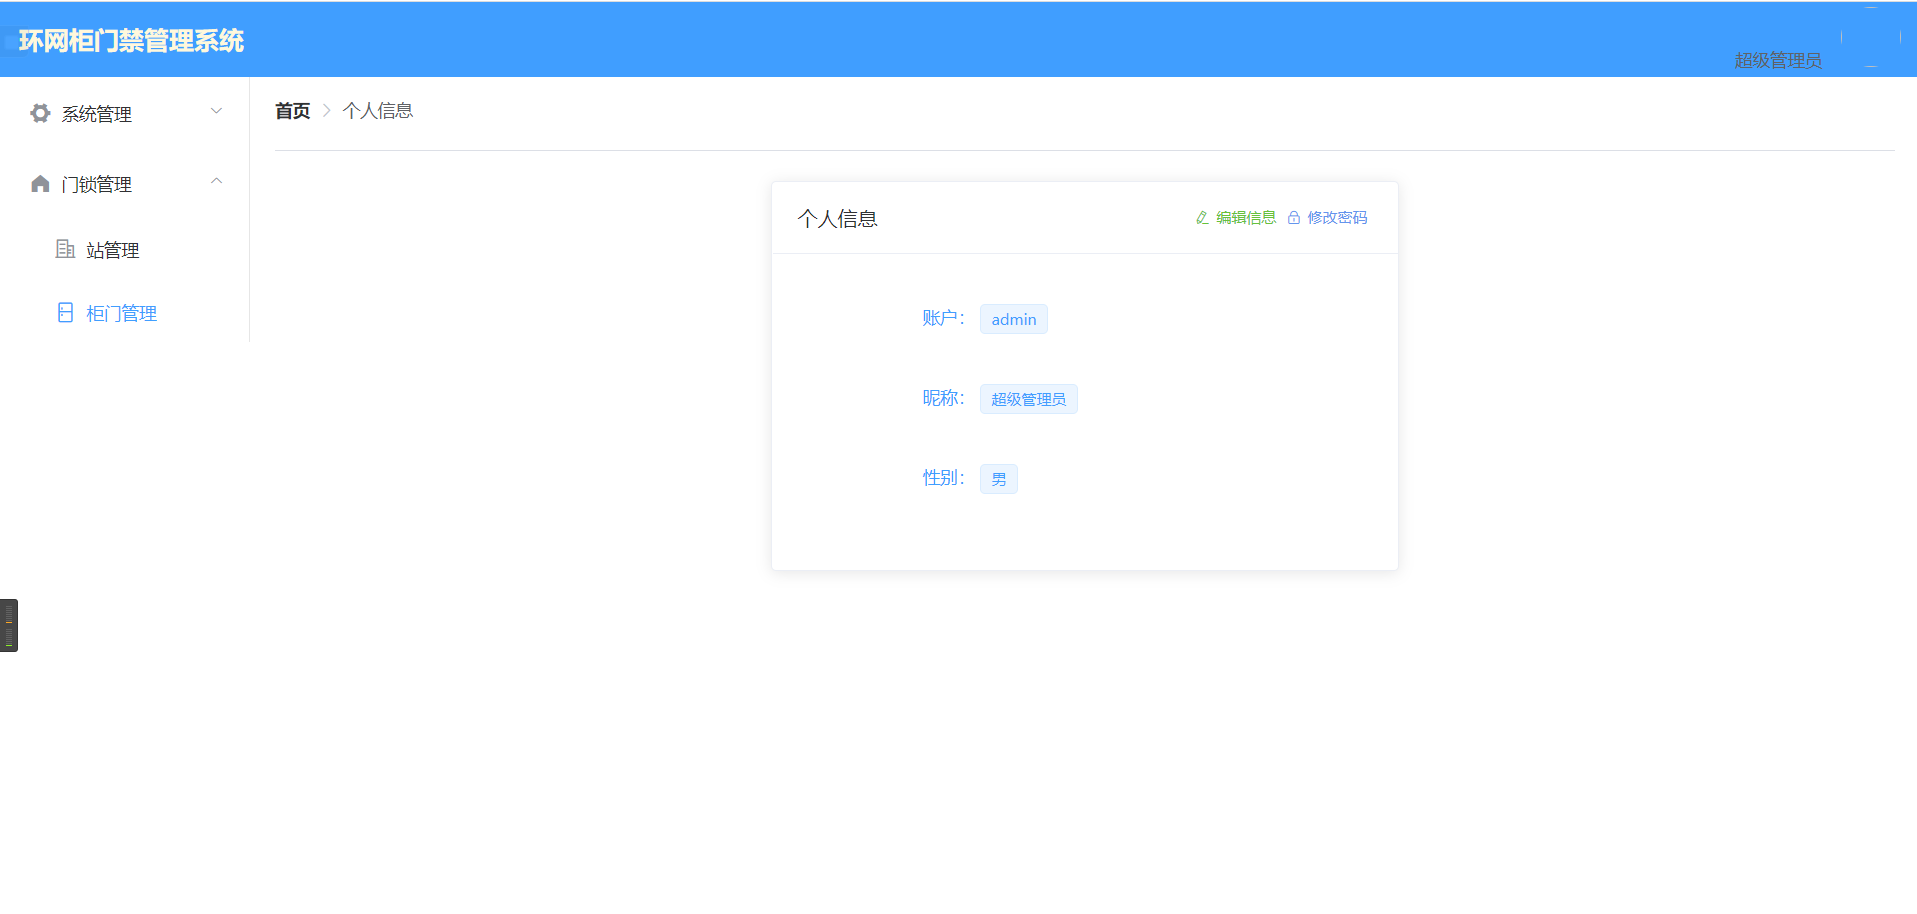 环网柜门禁管理系统
超级管理员
系统管理
门锁管理
站管理
柜门管理
首页 > 个人信息
个人信息
编辑信息 修改密码
账户： admin
昵称： 超级管理员
性别： 男